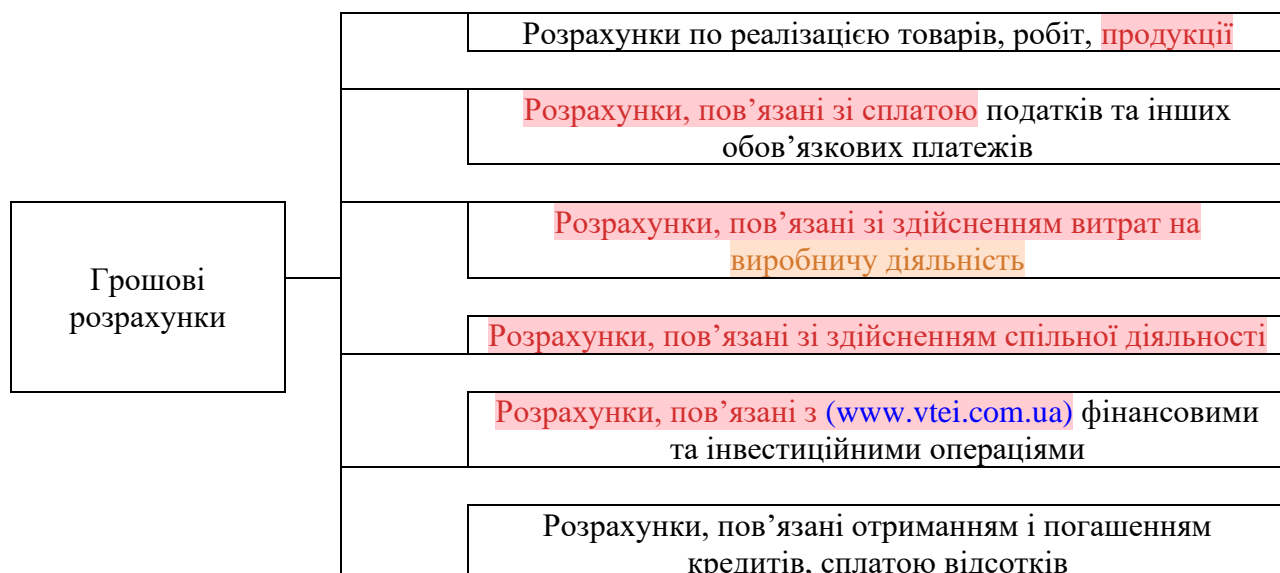 Розрахунки по реалізацією товарів, робіт, продукції
Розрахунки, пов’язані зі сплатою податків та інших
обов’язкових платежів
Розрахунки, пов’язані зі здійсненням витрат на
виробничу діяльність
Грошові
розрахунки
Розрахунки, пов’язані зі здійсненням спільної діяльності
Розрахунки, пов’язані з (www.vtei.com.ua) фінансовими
та інвестиційними операціями
Розрахунки, пов’язані отриманням і погашенням
кредитів, сплатою відсотків